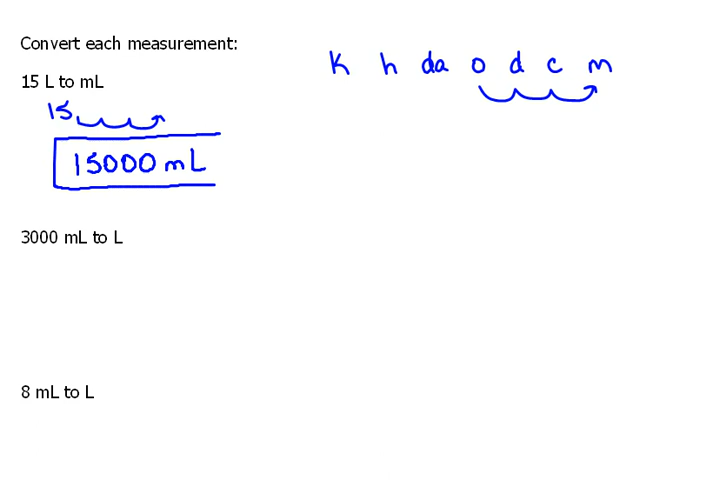 Convert each measurement:
K h da o d c m
15 L to mL
15
15000 mL
3000 mL to L
8 mL to L